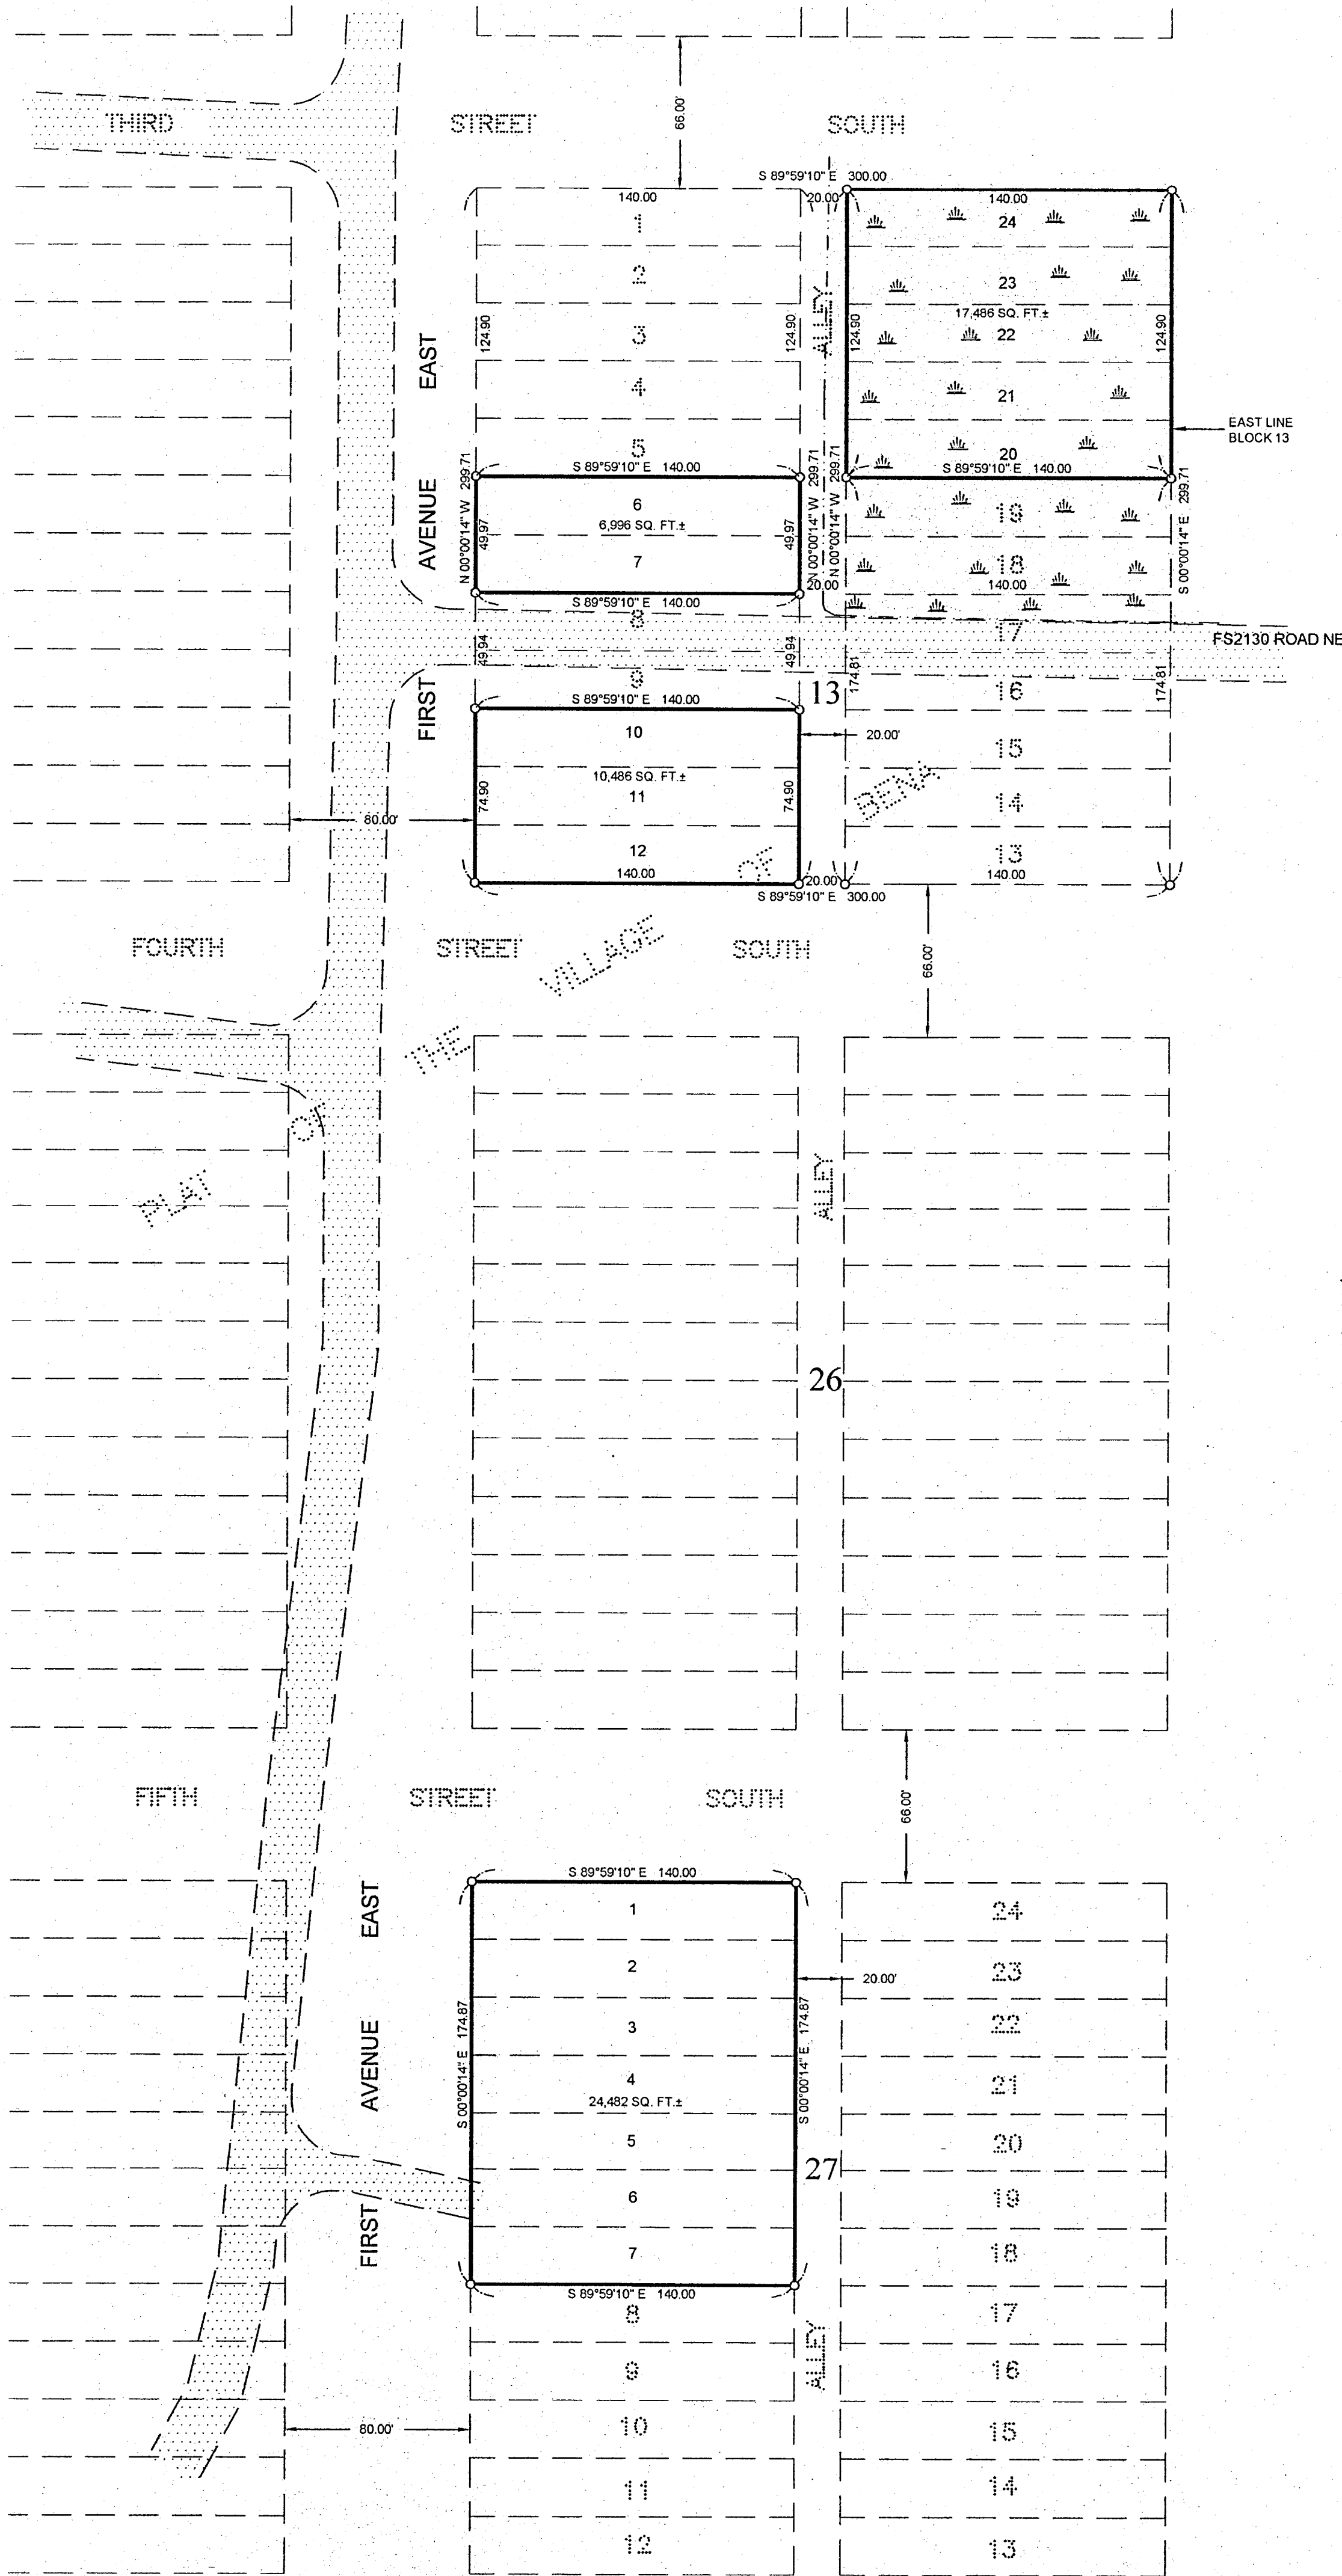 66.00'
THIRD STREET SOUTH
S 89°59'10" E 300.00
140.00
20.00
140.00
1
24
2
23
17,486 SQ. FT.±
124.90
3
124.90
ALLEY
124.90
22
124.90
EAST
4
21
EAST LINE
BLOCK 13
5
20
S 89°59'10" E 140.00
S 89°59'10" E 140.00
N 00°00'14" W 299.71
N 00°00'14" W 299.71
N 00°00'14" W 299.71
S 00°00'14" E 299.71
AVENUE
6
6,996 SQ. FT.±
49.97
49.97
19
7
18
20.00
140.00
S 89°59'10" E 140.00
8
17
FS2130 ROAD NE
49.94
49.94
9
13
174.81
16
174.81
FIRST
S 89°59'10" E 140.00
10
20.00'
15
10,486 SQ. FT.±
74.90
11
74.90
BENA
14
80.00'
12
OF
13
140.00
20.00
140.00
S 89°59'10" E 300.00
FOURTH STREET SOUTH
VILLAGE
66.00'
THE
OF
PLAT
ALLEY
26
FIFTH STREET SOUTH
66.00'
S 89°59'10" E 140.00
EAST
1
24
2
20.00'
23
S 00°00'14" E 174.87
3
S 00°00'14" E 174.87
22
AVENUE
4
24,482 SQ. FT.±
21
5
20
27
6
19
FIRST
7
18
S 89°59'10" E 140.00
8
17
ALLEY
9
16
80.00'
10
15
11
14
12
13